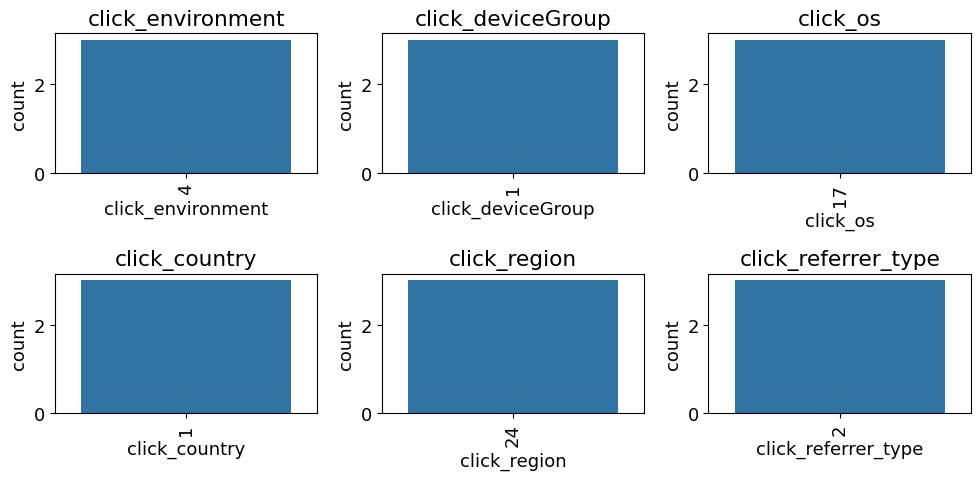 click_environment
count
2
0
4
click_environment
click_deviceGroup
count
2
0
1
click_deviceGroup
click_os
count
2
0
17
click_os
click_country
count
2
0
1
click_country
click_region
count
2
0
24
click_region
click_referrer_type
count
2
0
2
click_referrer_type